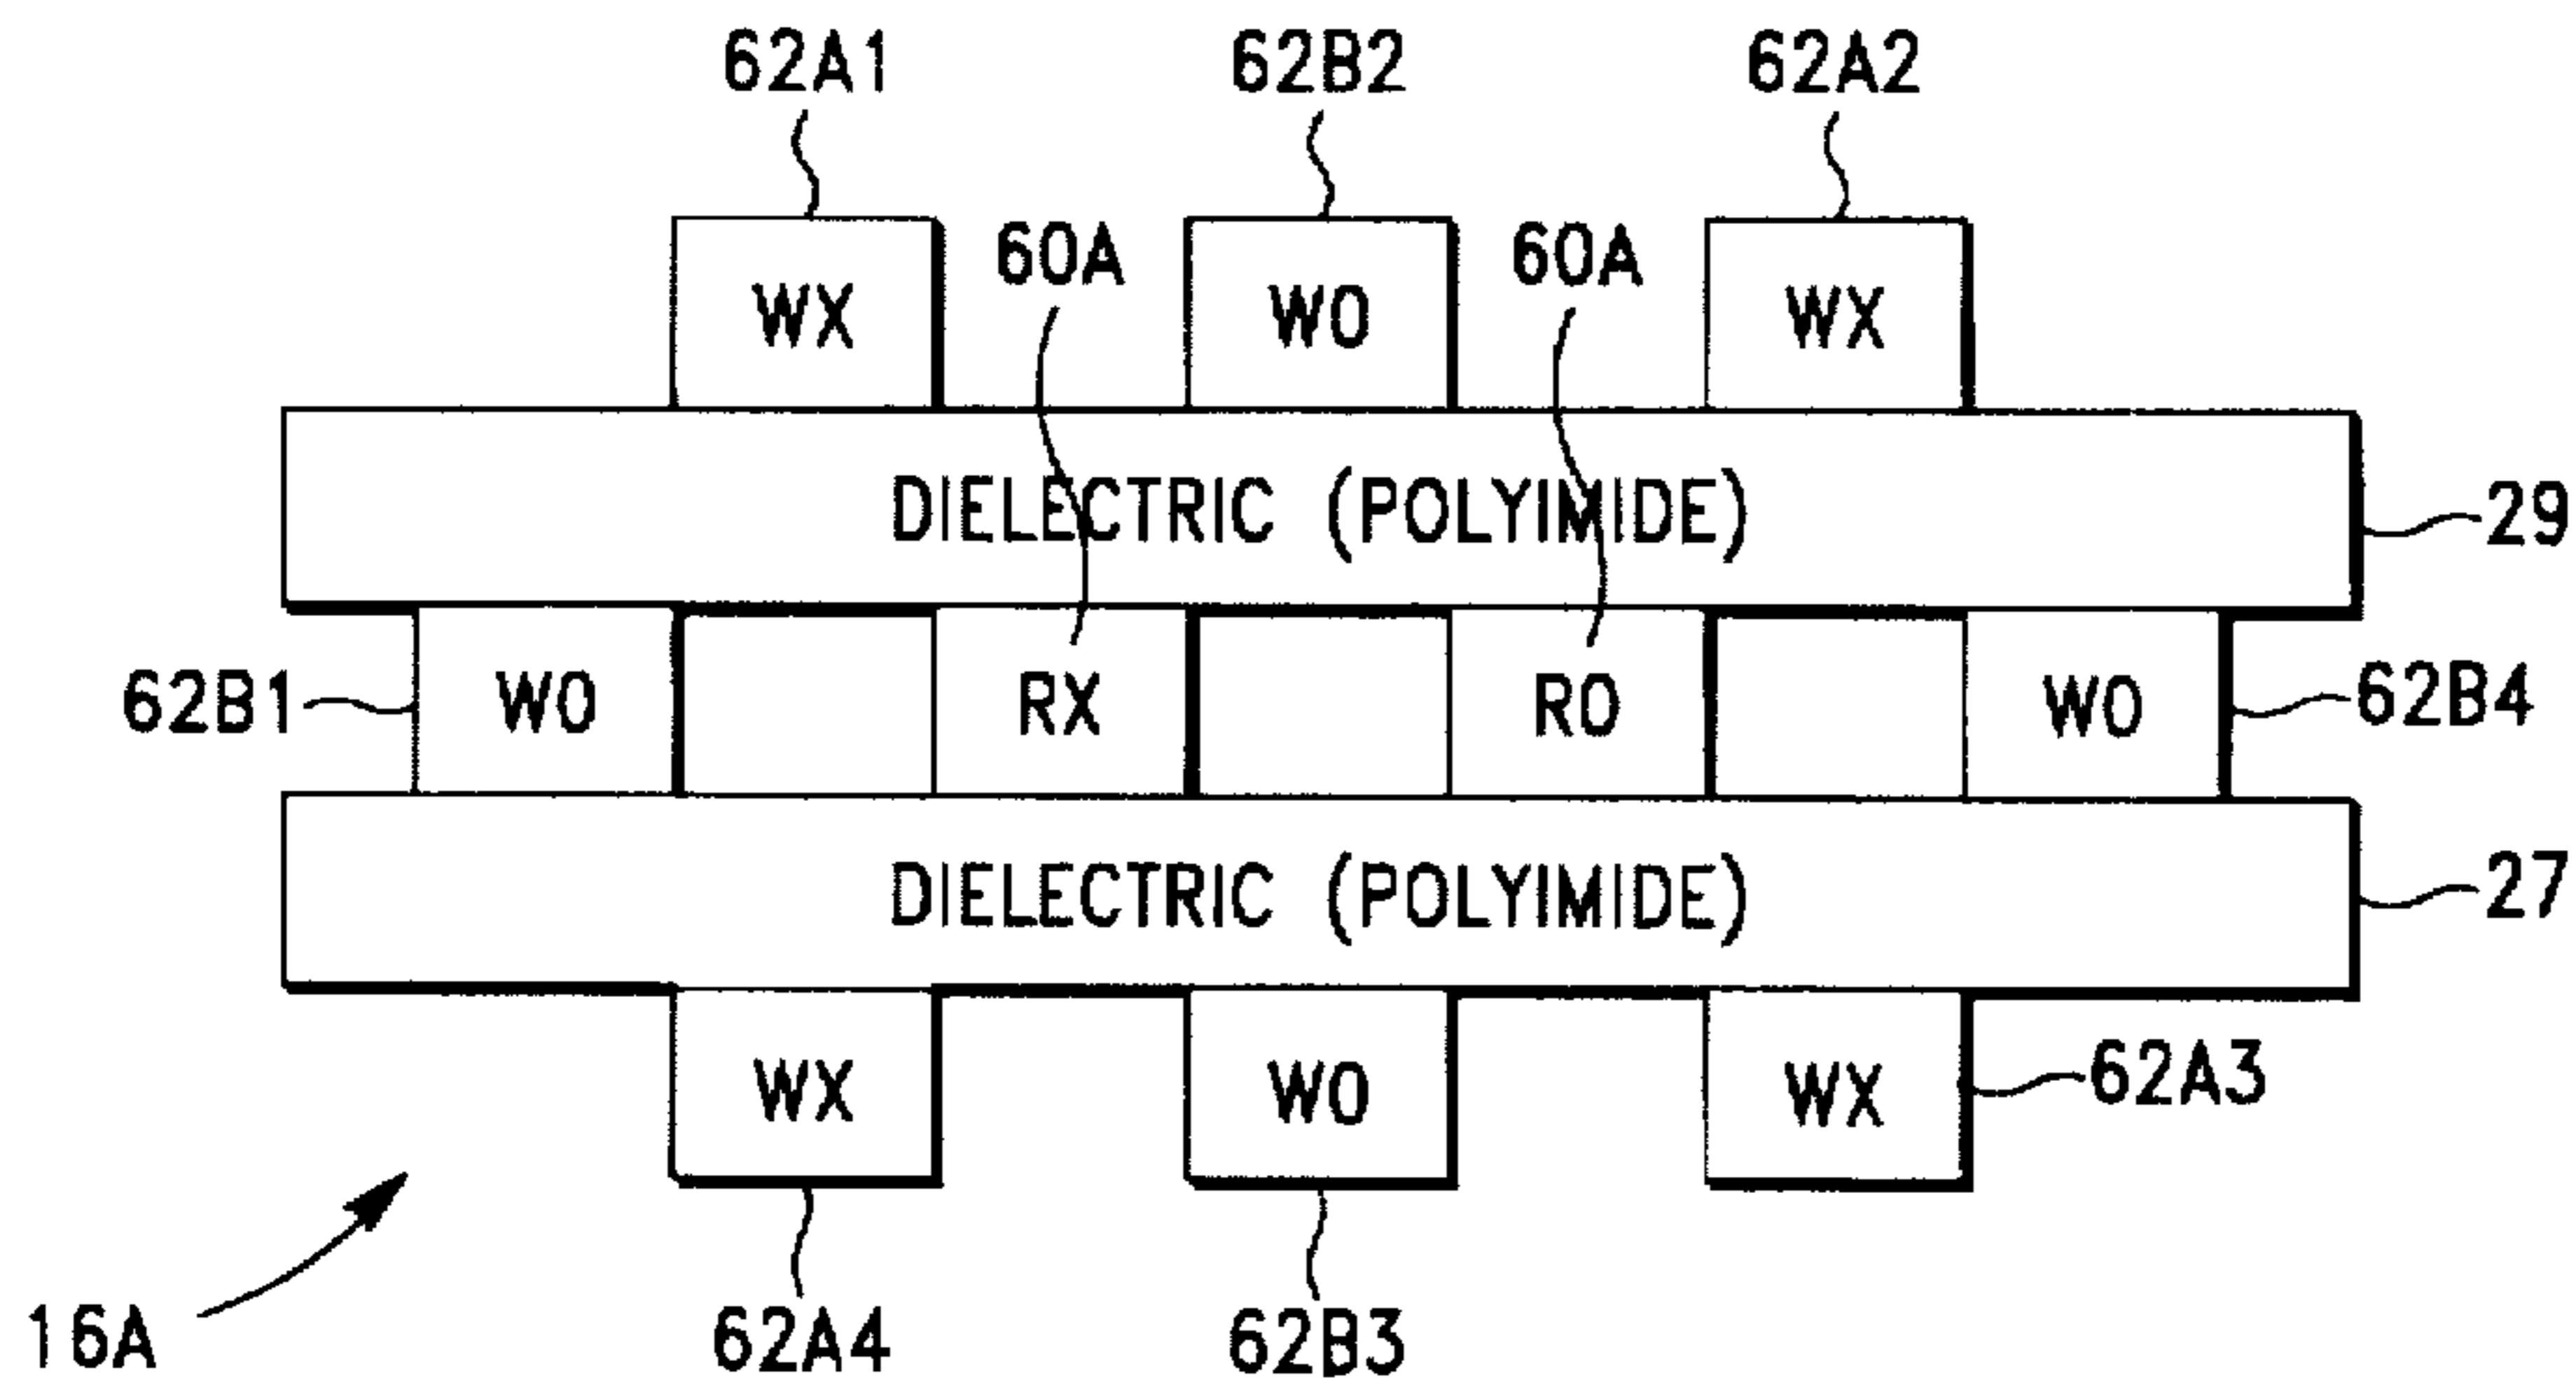 62A1 62B2 62A2
60A 60A
WX WO WX
DIELECTRIC (POLYIMIDE) 29
62B1 WO RX RO WO 62B4
DIELECTRIC (POLYIMIDE) 27
WX WO WX 62A3
16A 62A4 62B3